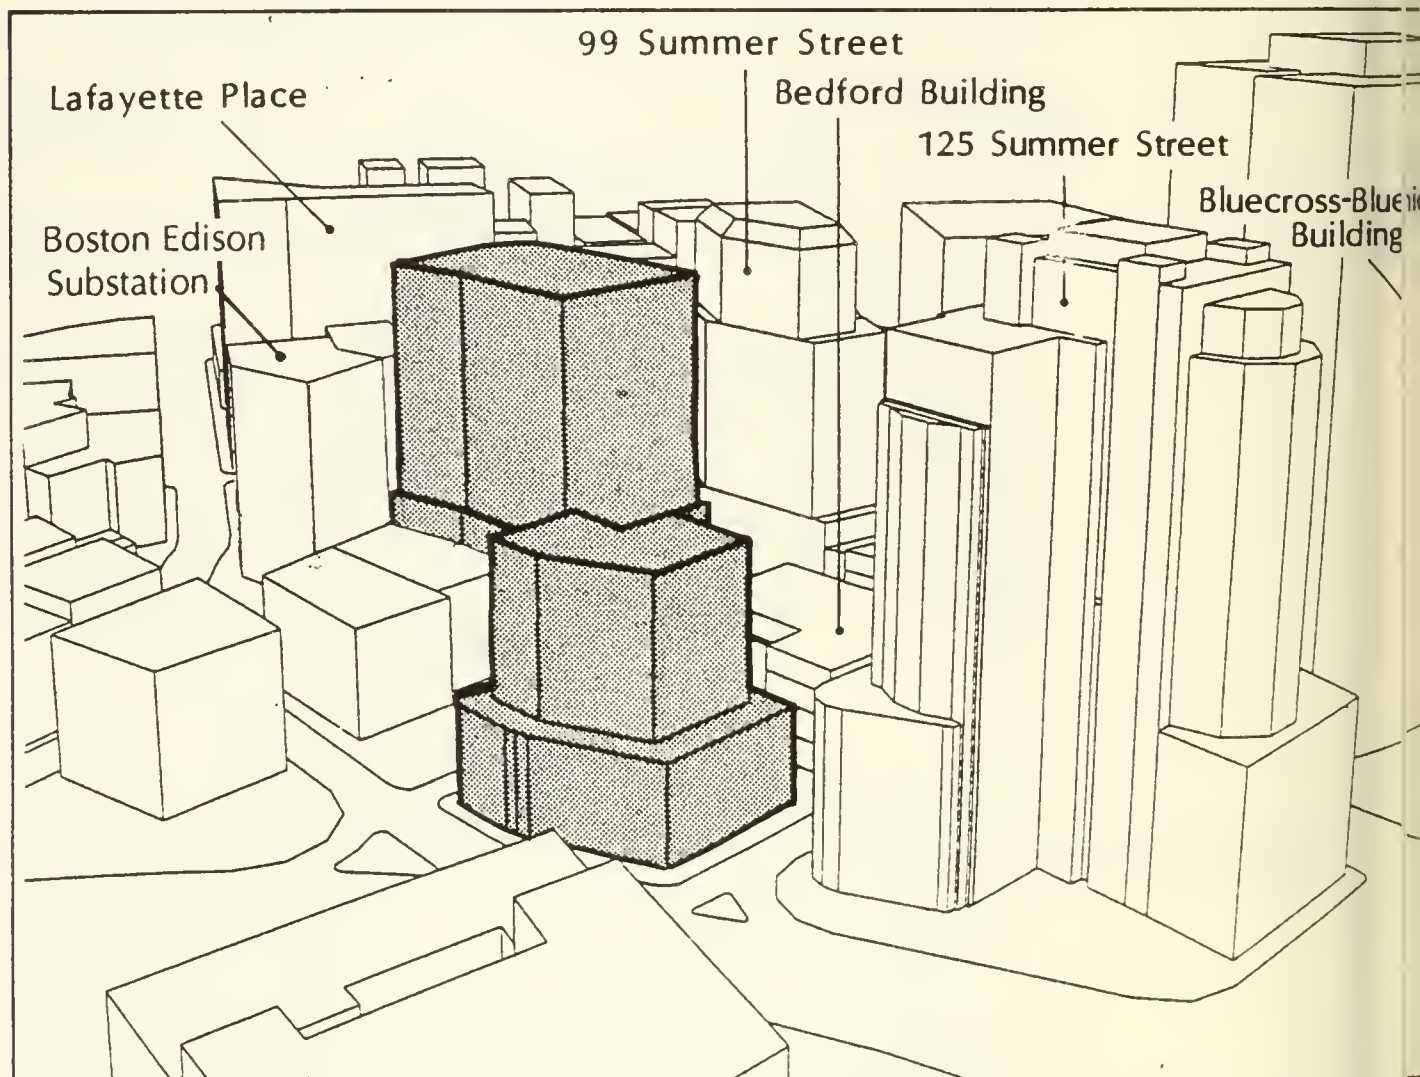 99 Summer Street
Lafayette Place
Bedford Building
125 Summer Street
Boston Edison
Substation
Building